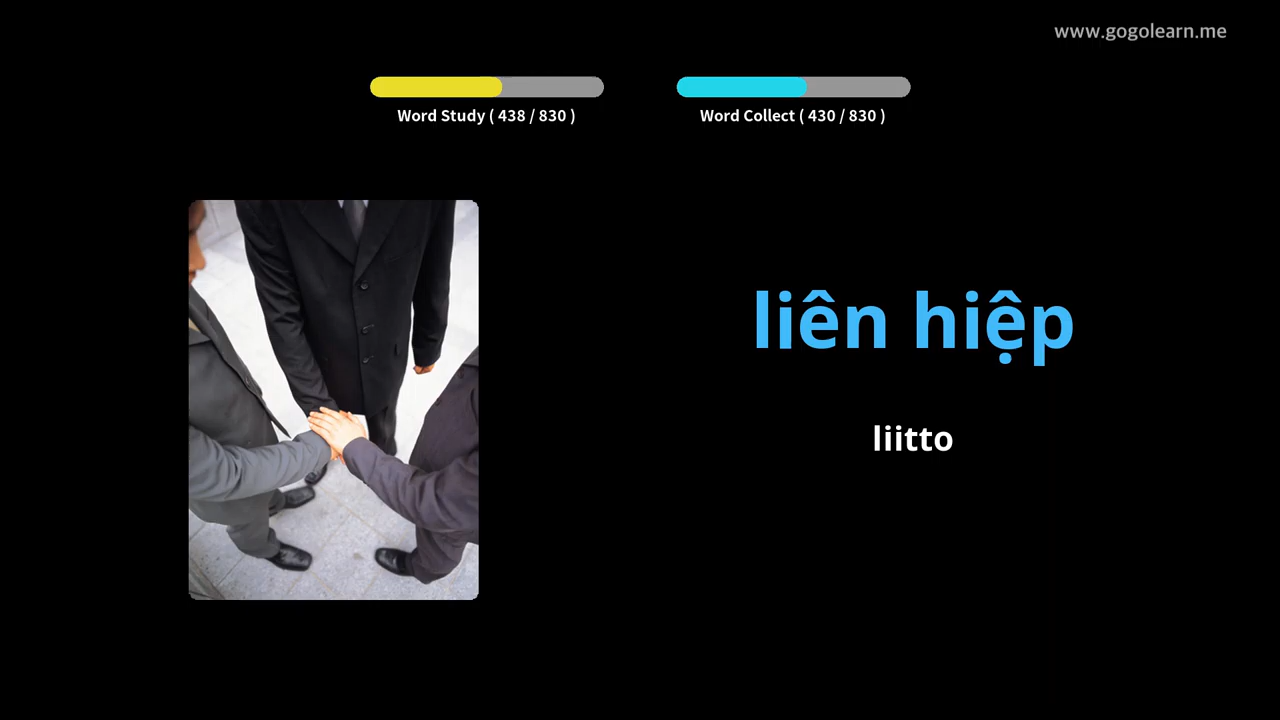 www.gogolearn.me
Word Study ( 438 / 830 )
Word Collect ( 430 / 830 )
liên hiệp
liitto